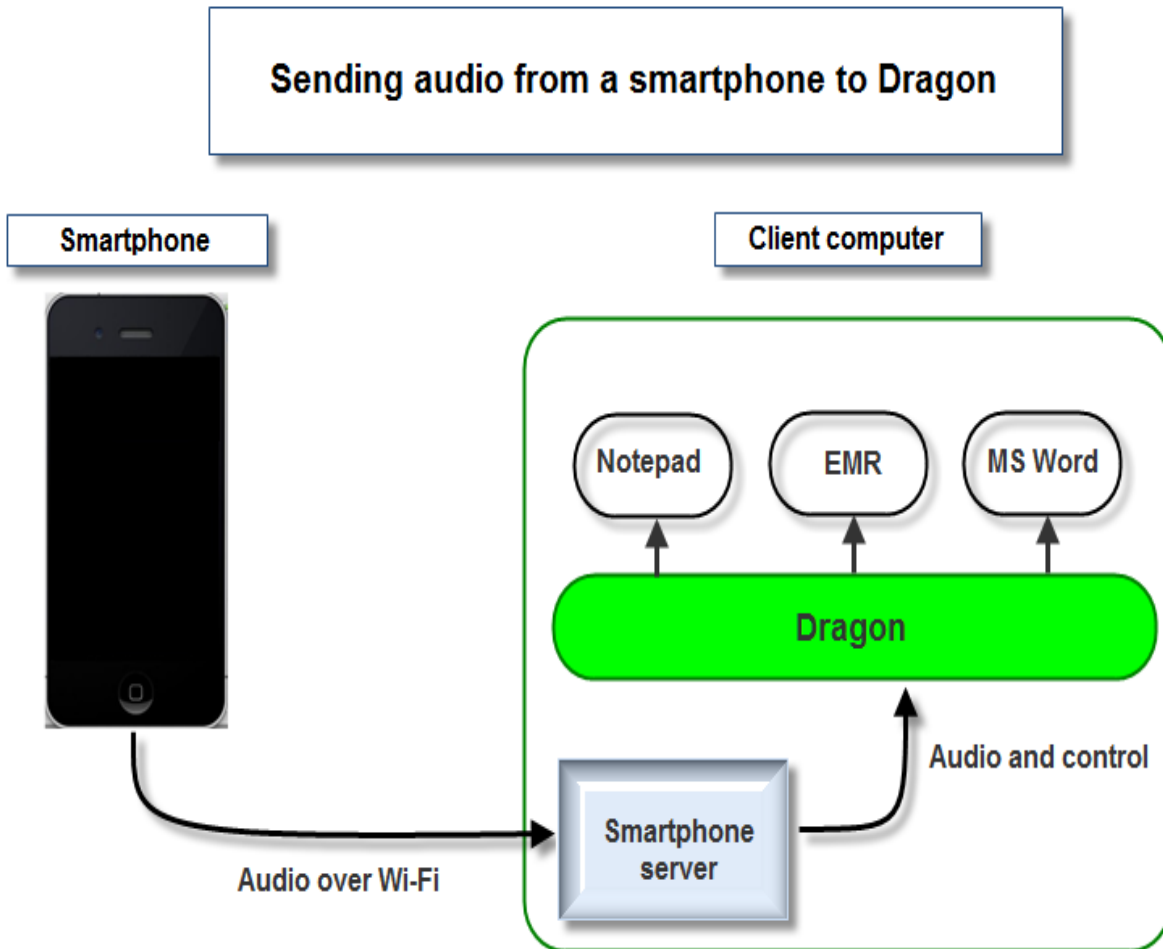 Sending audio from a smartphone to Dragon
Smartphone
Client computer
Notepad
EMR
MS Word
Dragon
Audio and control
Smartphone
server
Audio over Wi-Fi